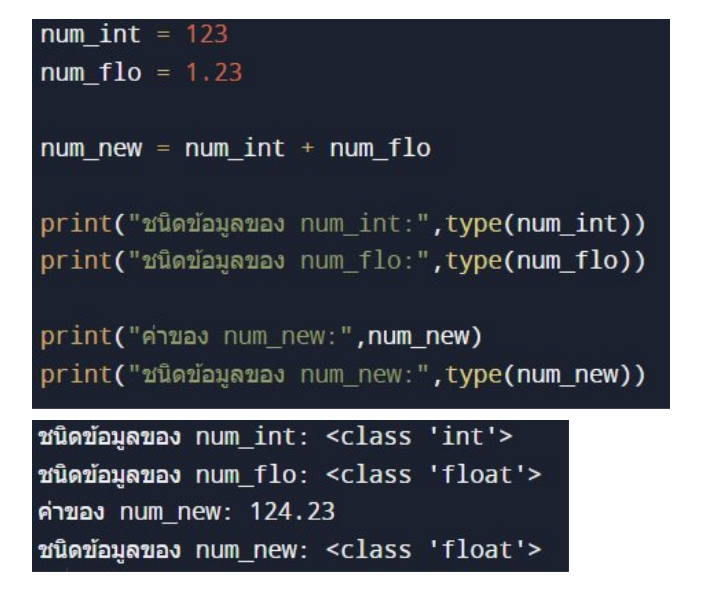 num_int = 123
num_flo = 1.23
num_new = num_int + num_flo
print("ชนิดข้อมูลของ num_int:",type(num_int))
print("ชนิดข้อมูลของ num_flo:",type(num_flo))
print("ค่าของ num_new:",num_new)
print("ชนิดข้อมูลของ num_new:",type(num_new))
ชนิดข้อมูลของ num_int: <class 'int'>
ชนิดข้อมูลของ num_flo: <class 'float'>
ค่าของ num_new: 124.23
ชนิดข้อมูลของ num_new: <class 'float'>